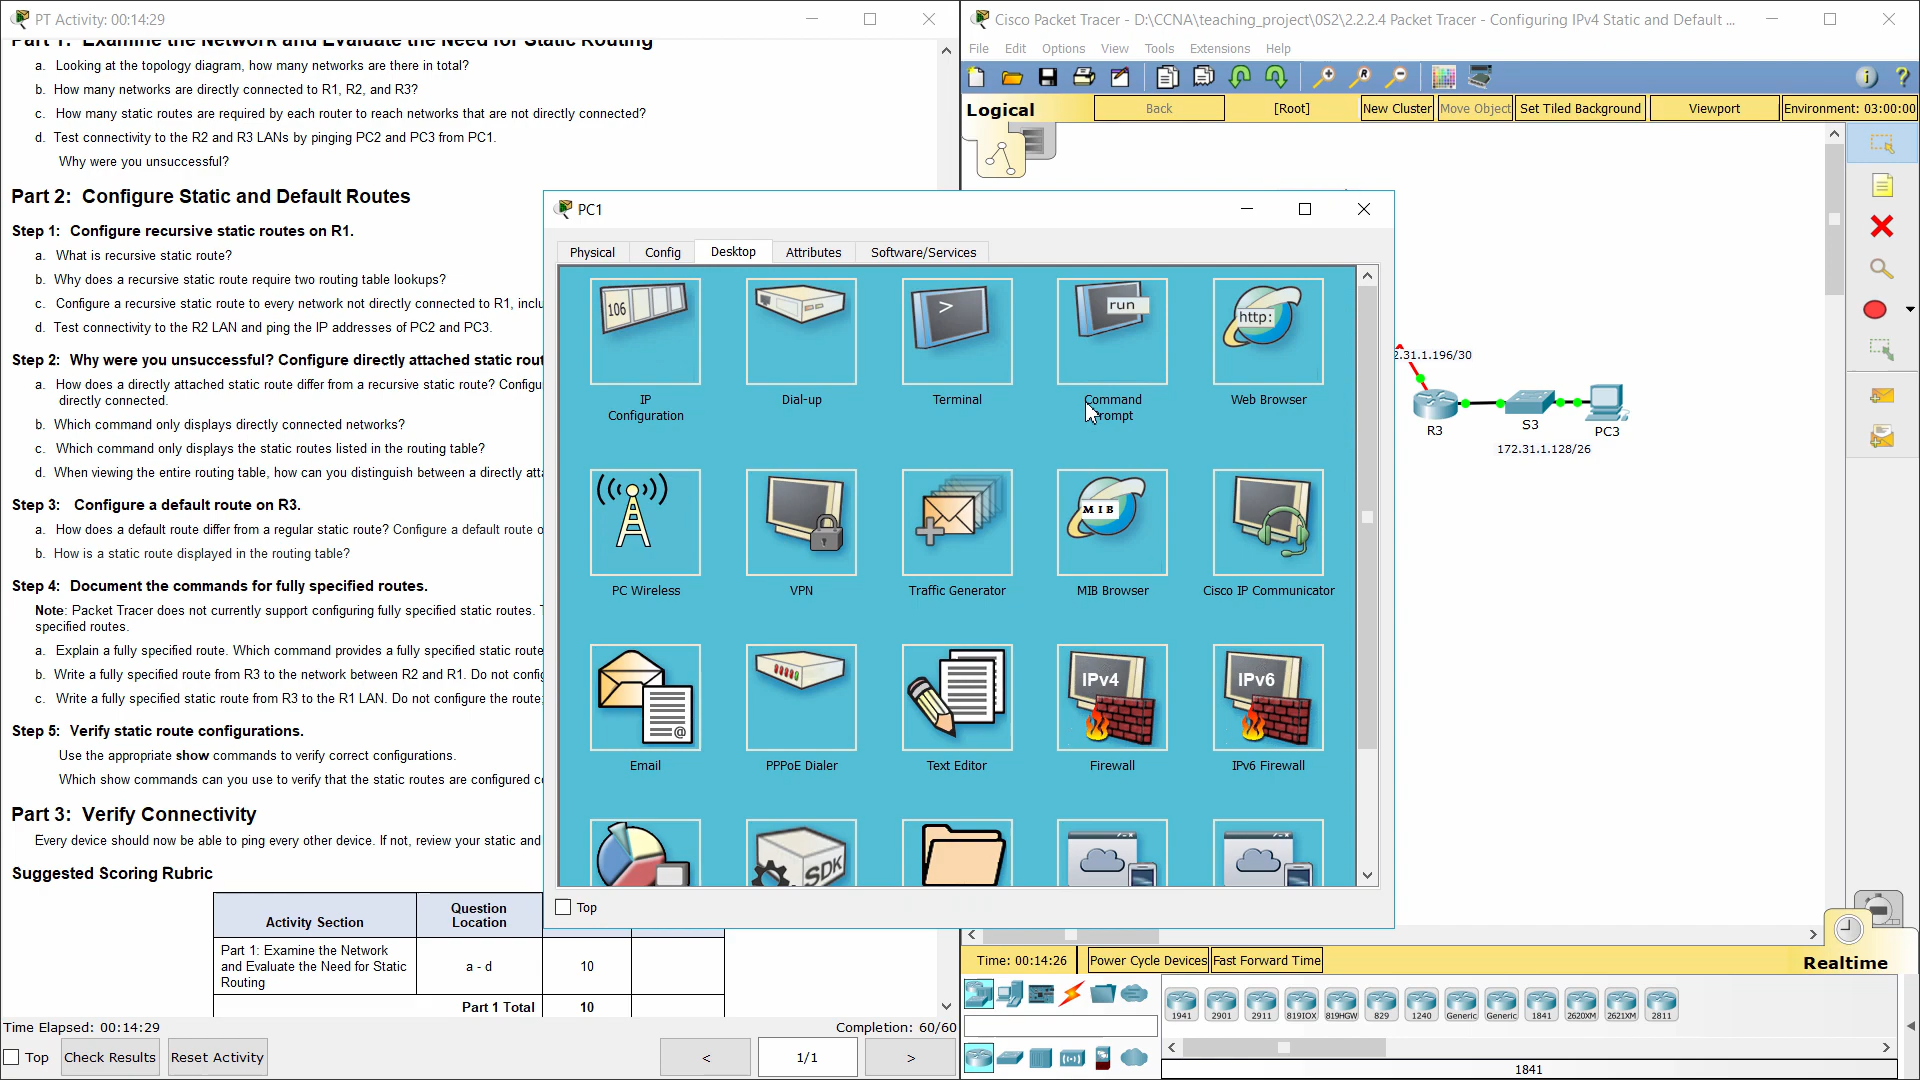 PT Activity: 00:14:29
Part 1: Examine the Network and Evaluate the Need for Static Routing
a. Looking at the topology diagram, how many networks are there in total?
b. How many networks are directly connected to R1, R2, and R3?
c. How many static routes are required by each router to reach networks that are not directly connected?
d. Test connectivity to the R2 and R3 LANs by pinging PC2 and PC3 from PC1.
Why were you unsuccessful?
Part 2: Configure Static and Default Routes
Step 1: Configure recursive static routes on R1.
a. What is recursive static route?
b. Why does a recursive static route require two routing table lookups?
c. Configure a recursive static route to every network not directly connected to R1, inclu
d. Test connectivity to the R2 LAN and ping the IP addresses of PC2 and PC3.
Step 2: Why were you unsuccessful? Configure directly attached static rout
a. How does a directly attached static route differ from a recursive static route? Configu
directly connected.
b. Which command only displays directly connected networks?
c. Which command only displays the static routes listed in the routing table?
d. When viewing the entire routing table, how can you distinguish between a directly atta
Step 3: Configure a default route on R3.
a. How does a default route differ from a regular static route? Configure a default route o
b. How is a static route displayed in the routing table?
Step 4: Document the commands for fully specified routes.
Note: Packet Tracer does not currently support configuring fully specified static routes. T
specified routes.
a. Explain a fully specified route. Which command provides a fully specified static route
b. Write a fully specified route from R3 to the network between R2 and R1. Do not config
c. Write a fully specified static route from R3 to the R1 LAN. Do not configure the route;
Step 5: Verify static route configurations.
Use the appropriate show commands to verify correct configurations.
Which show commands can you use to verify that the static routes are configured co
Part 3: Verify Connectivity
Every device should now be able to ping every other device. If not, review your static and
Suggested Scoring Rubric
Activity Section
Question Location
Part 1: Examine the Network and Evaluate the Need for Static Routing
a - d
10
Part 1 Total
10
Time Elapsed: 00:14:29
Completion: 60/60
Top
Check Results
Reset Activity
<
1/1
>
Cisco Packet Tracer - D:\CCNA\teaching_project\0S2\2.2.2.4 Packet Tracer - Configuring IPv4 Static and Default ...
File Edit Options View Tools Extensions Help
Logical
Back
[Root]
New Cluster
Move Object
Set Tiled Background
Viewport
Environment: 03:00:00
PC1
Physical
Config
Desktop
Attributes
Software/Services
106
run
http:
IP Configuration
Dial-up
Terminal
Command Prompt
Web Browser
MIB
PC Wireless
VPN
Traffic Generator
MIB Browser
Cisco IP Communicator
IPv4
IPv6
Email
PPPoE Dialer
Text Editor
Firewall
IPv6 Firewall
SDK
Top
2.31.1.196/30
R3
S3
PC3
172.31.1.128/26
Time: 00:14:26
Power Cycle Devices
Fast Forward Time
Realtime
1941
2901
2911
819IOX
819HGW
829
1240
Generic
Generic
1841
2620XM
2621XM
2811
1841